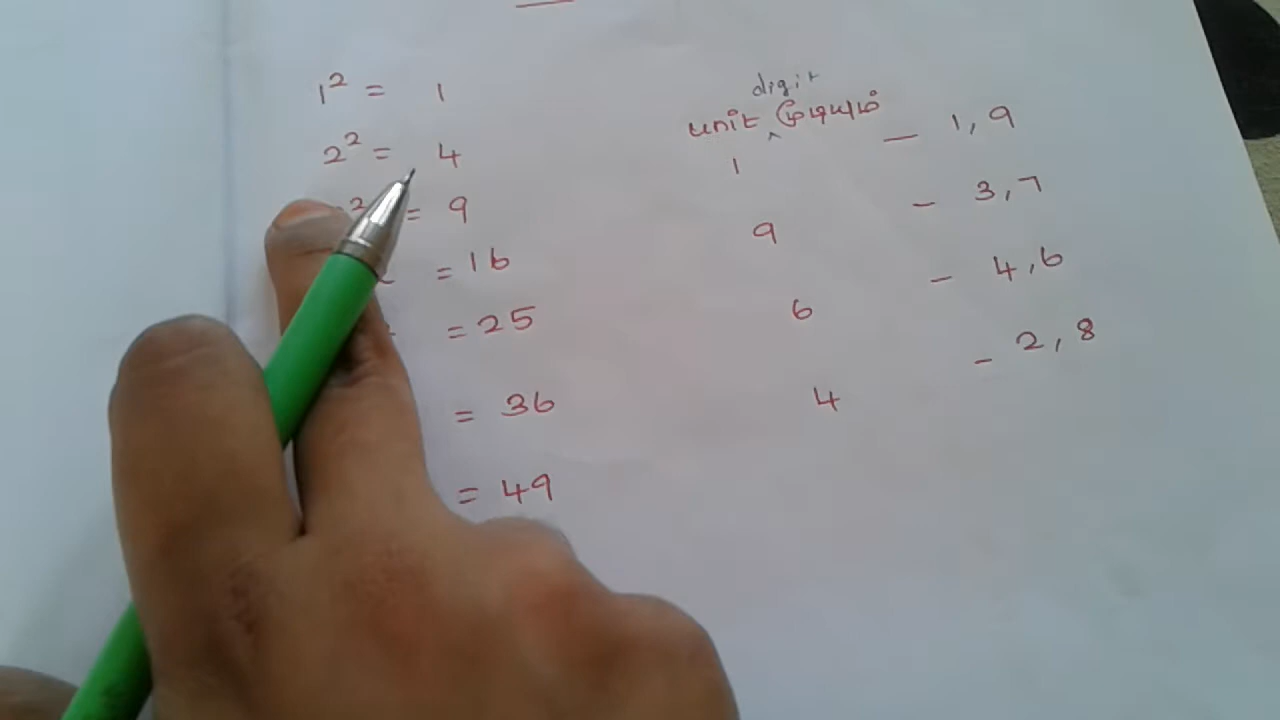 1² = 1
2² = 4
² = 9
= 16
= 25
= 36
= 49
digit
unit முடியும்
1 - 1, 9
9 - 3, 7
6 - 4, 6
4 - 2, 8